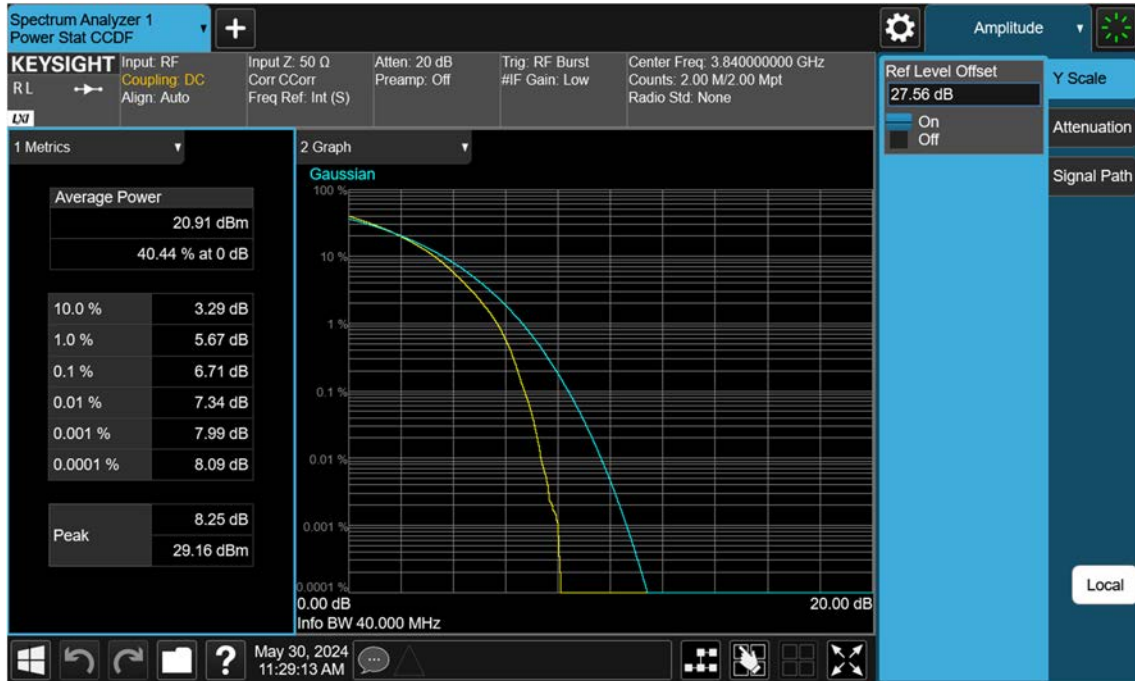 Spectrum Analyzer 1
Power Stat CCDF
+
Amplitude
KEYSIGHT
R L
LXI
Input: RF
Coupling: DC
Align: Auto
Input Z: 50 Ω
Corr CCorr
Freq Ref: Int (S)
Atten: 20 dB
Preamp: Off
Trig: RF Burst
#IF Gain: Low
Center Freq: 3.840000000 GHz
Counts: 2.00 M/2.00 Mpt
Radio Std: None
Ref Level Offset
27.56 dB
On
Off
Y Scale
Attenuation
Signal Path
1 Metrics
Average Power
20.91 dBm
40.44 % at 0 dB
10.0 % 3.29 dB
1.0 % 5.67 dB
0.1 % 6.71 dB
0.01 % 7.34 dB
0.001 % 7.99 dB
0.0001 % 8.09 dB
Peak
8.25 dB
29.16 dBm
2 Graph
Gaussian
100 %
10 %
1 %
0.1 %
0.01 %
0.001 %
0.0001 %
0.00 dB 20.00 dB
Info BW 40.000 MHz
Local
?
May 30, 2024
11:29:13 AM